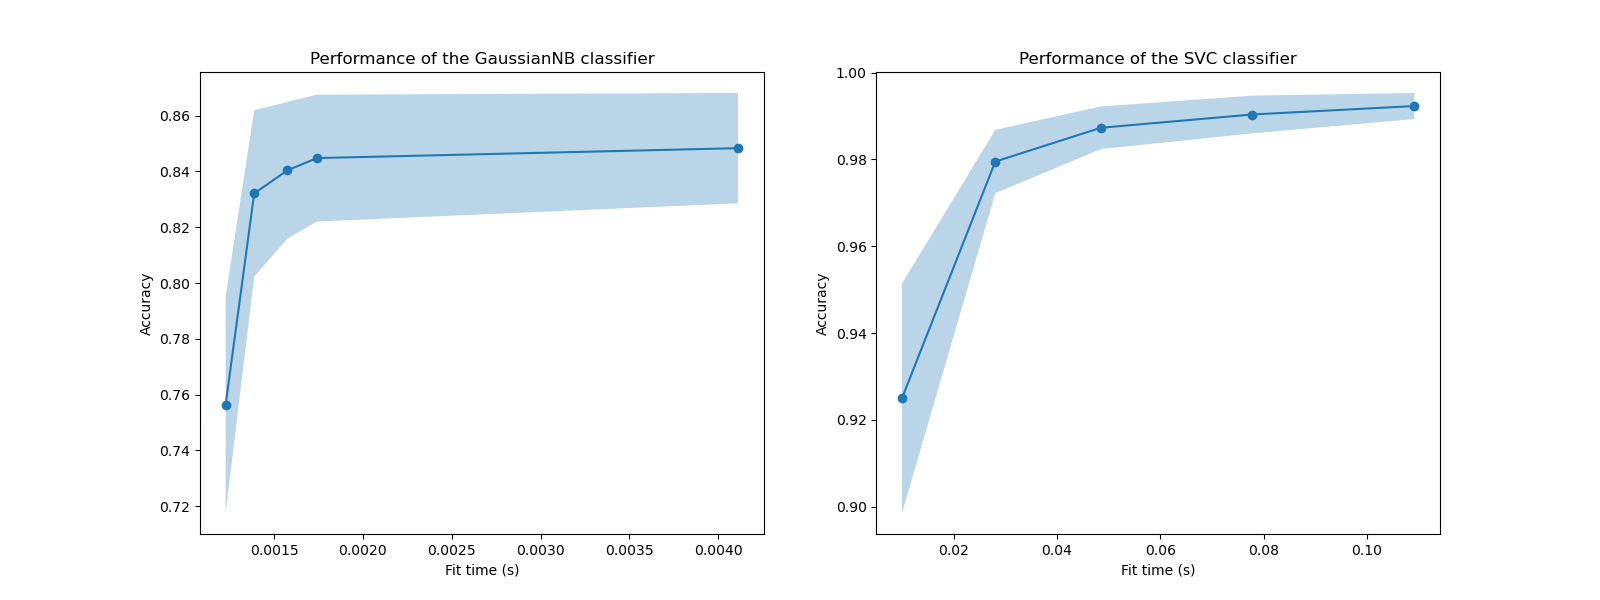 Performance of the GaussianNB classifier
0.86
0.84
0.82
0.80
0.78
0.76
0.74
0.72
Accuracy
0.0015 0.0020 0.0025 0.0030 0.0035 0.0040
Fit time (s)
Performance of the SVC classifier
1.00
0.98
0.96
0.94
0.92
0.90
Accuracy
0.02 0.04 0.06 0.08 0.10
Fit time (s)